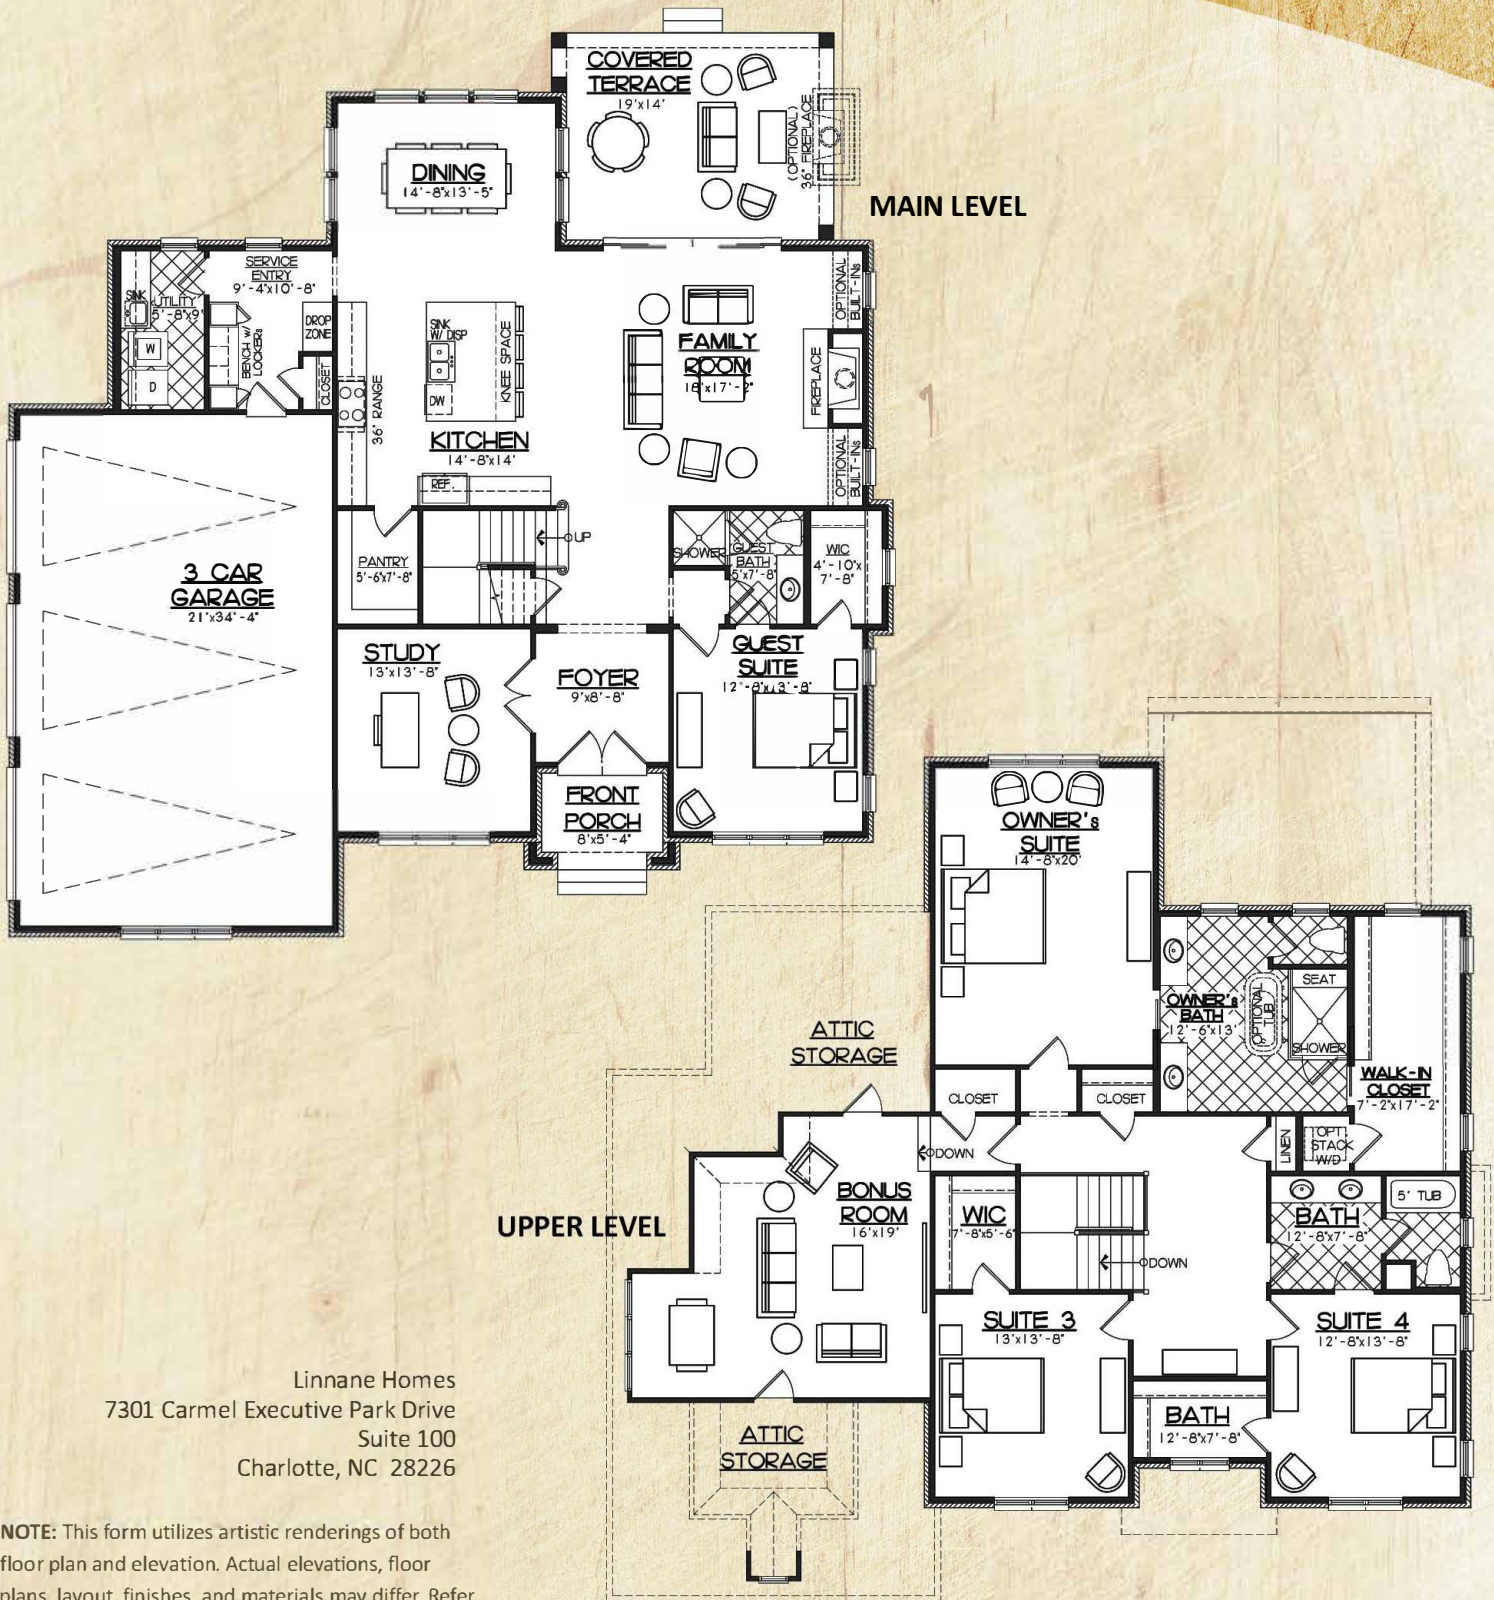 COVERED
TERRACE
19'x14'
(OPTIONAL)
36" FIREPLACE
MAIN LEVEL
DINING
14'-8"x13'-5"
SERVICE
ENTRY
9'-4"x10'-8"
SINK
UTILITY
5'-8"x9'
W
D
BENCH w/
LOCKERs
DROP
ZONE
CLOSET
SINK
W/ DISP
DW
KNEE SPACE
36" RANGE
KITCHEN
14'-8"x14'
REF.
FAMILY
ROOM
18'x17'-2"
OPTIONAL
BUILT-INs
FIREPLACE
OPTIONAL
BUILT-INs
3 CAR
GARAGE
21'x34'-4"
PANTRY
5'-6"x7'-8"
UP
SHOWER
GUEST
BATH
5'x7'-8"
WIC
4'-10"x
7'-8"
STUDY
13'x13'-8"
FOYER
9'x8'-8"
GUEST
SUITE
12'-8"x13'-8"
FRONT
PORCH
8'x5'-4"
OWNER's
SUITE
14'-8"x20'
OWNER's
BATH
12'-6"x13'
OPTIONAL
TUB
SEAT
SHOWER
WALK-IN
CLOSET
7'-2"x17'-2"
ATTIC
STORAGE
CLOSET
CLOSET
DOWN
LINEN
OPT.
STACK
W/D
UPPER LEVEL
BONUS
ROOM
16'x19'
WIC
7'-8"x5'-6"
DOWN
BATH
12'-8"x7'-8"
5' TUB
SUITE 3
13'x13'-8"
SUITE 4
12'-8"x13'-8"
BATH
12'-8"x7'-8"
ATTIC
STORAGE
Linnane Homes
7301 Carmel Executive Park Drive
Suite 100
Charlotte, NC 28226
NOTE: This form utilizes artistic renderings of both
floor plan and elevation. Actual elevations, floor
plans, layout, finishes, and materials may differ. Refer